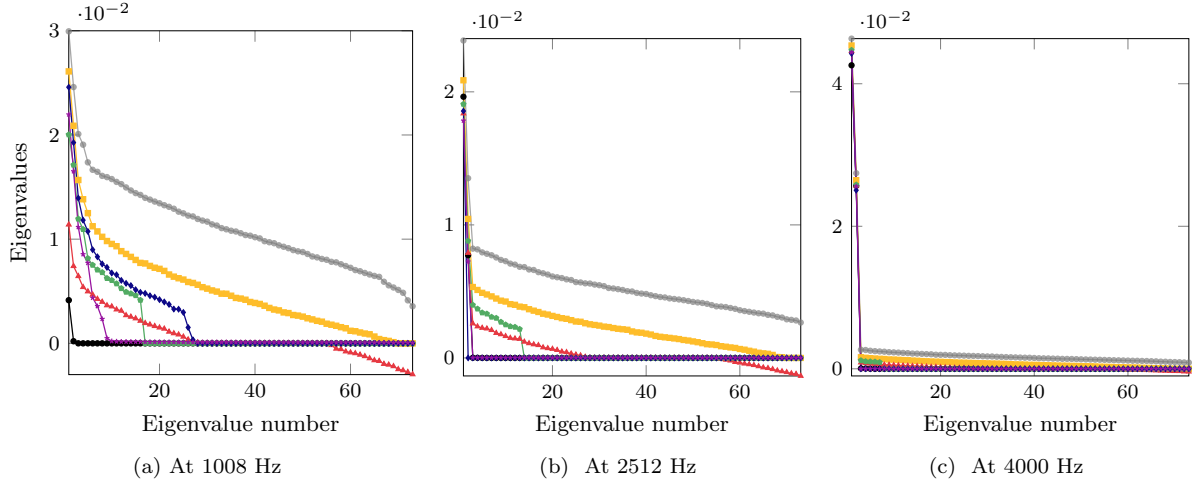 ·10−2 ·10−2 ·10−2
3
2
1
0
20 40 60
Eigenvalues
Eigenvalue number
(a) At 1008 Hz
2
1
0
20 40 60
Eigenvalue number
(b) At 2512 Hz
4
2
0
20 40 60
Eigenvalue number
(c) At 4000 Hz